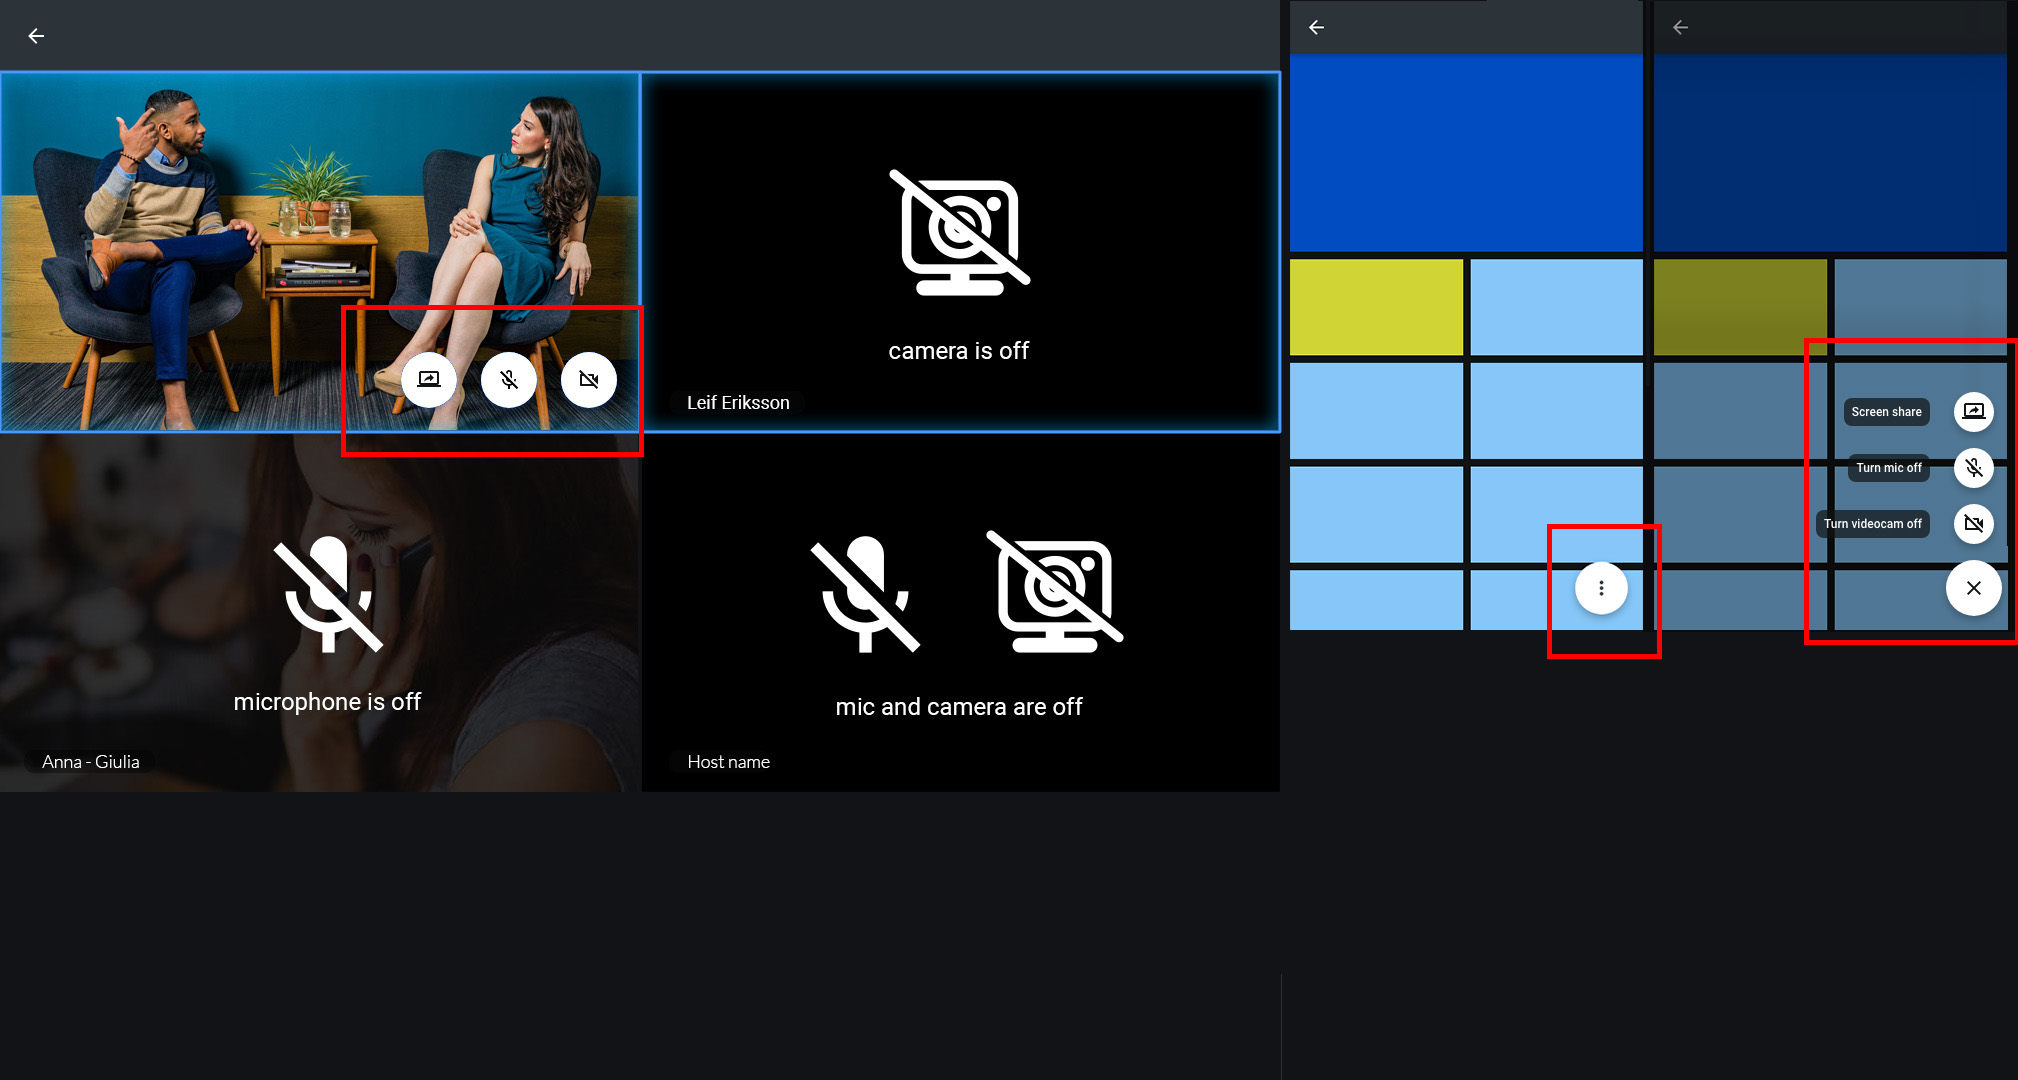 camera is off
Leif Eriksson
microphone is off
Anna - Giulia
mic and camera are off
Host name
Screen share
Turn mic off
Turn videocam off